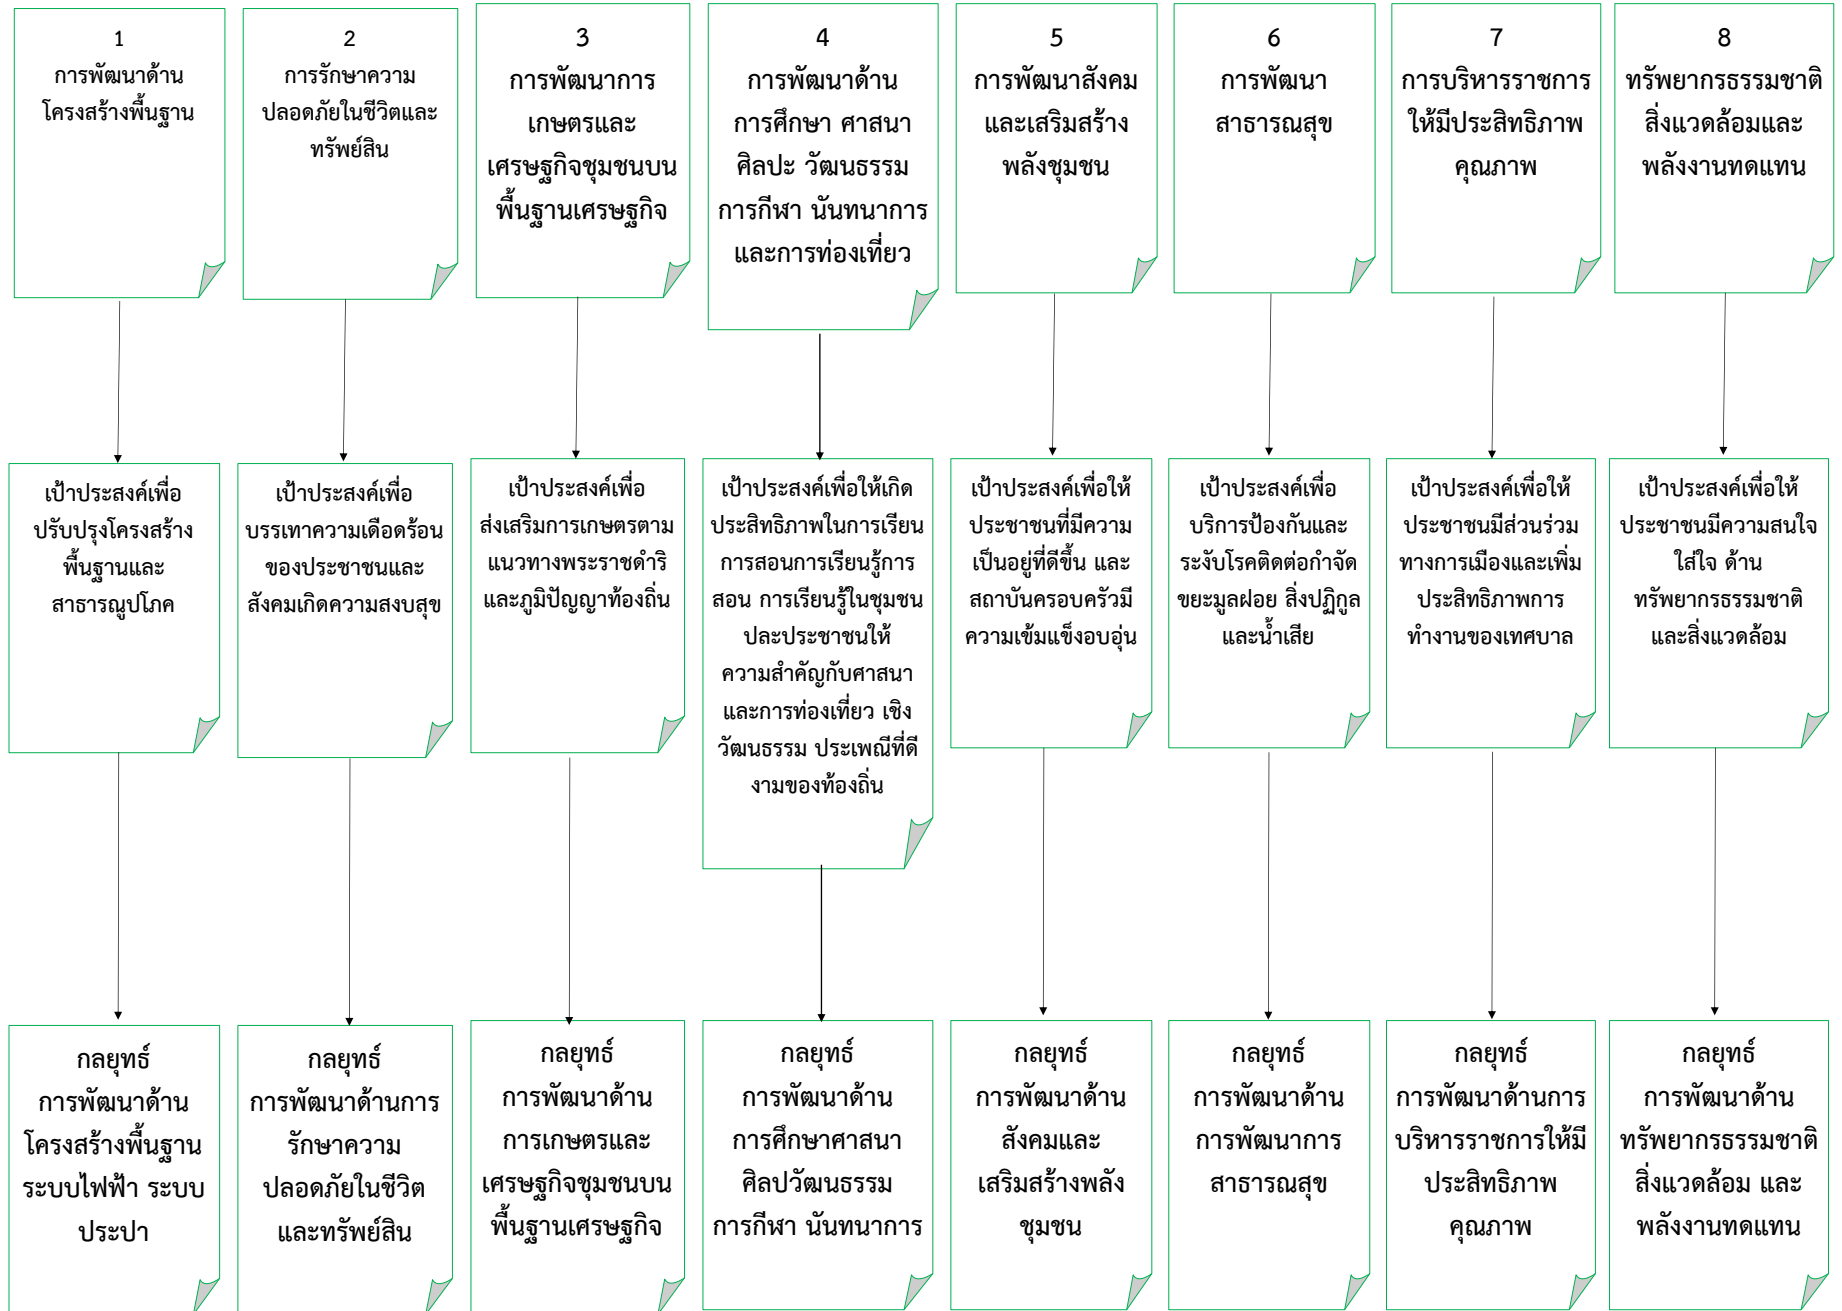 1
การพัฒนาด้าน
โครงสร้างพื้นฐาน
2
การรักษาความ
ปลอดภัยในชีวิตและ
ทรัพย์สิน
3
การพัฒนาการ
เกษตรและ
เศรษฐกิจชุมชนบน
พื้นฐานเศรษฐกิจ
4
การพัฒนาด้าน
การศึกษา ศาสนา
ศิลปะ วัฒนธรรม
การกีฬา นันทนาการ
และการท่องเที่ยว
5
การพัฒนาสังคม
และเสริมสร้าง
พลังชุมชน
6
การพัฒนา
สาธารณสุข
7
การบริหารราชการ
ให้มีประสิทธิภาพ
คุณภาพ
8
ทรัพยากรธรรมชาติ
สิ่งแวดล้อมและ
พลังงานทดแทน
เป้าประสงค์เพื่อ
ปรับปรุงโครงสร้าง
พื้นฐานและ
สาธารณูปโภค
เป้าประสงค์เพื่อ
บรรเทาความเดือดร้อน
ของประชาชนและ
สังคมเกิดความสงบสุข
เป้าประสงค์เพื่อ
ส่งเสริมการเกษตรตาม
แนวทางพระราชดำริ
และภูมิปัญญาท้องถิ่น
เป้าประสงค์เพื่อให้เกิด
ประสิทธิภาพในการเรียน
การสอนการเรียนรู้การ
สอน การเรียนรู้ในชุมชน
ปละประชาชนให้
ความสำคัญกับศาสนา
และการท่องเที่ยว เชิง
วัฒนธรรม ประเพณีที่ดี
งามของท้องถิ่น
เป้าประสงค์เพื่อให้
ประชาชนที่มีความ
เป็นอยู่ที่ดีขึ้น และ
สถาบันครอบครัวมี
ความเข้มแข็งอบอุ่น
เป้าประสงค์เพื่อ
บริการป้องกันและ
ระงับโรคติดต่อกำจัด
ขยะมูลฝอย สิ่งปฏิกูล
และน้ำเสีย
เป้าประสงค์เพื่อให้
ประชาชนมีส่วนร่วม
ทางการเมืองและเพิ่ม
ประสิทธิภาพการ
ทำงานของเทศบาล
เป้าประสงค์เพื่อให้
ประชาชนมีความสนใจ
ใส่ใจ ด้าน
ทรัพยากรธรรมชาติ
และสิ่งแวดล้อม
กลยุทธ์
การพัฒนาด้าน
โครงสร้างพื้นฐาน
ระบบไฟฟ้า ระบบ
ประปา
กลยุทธ์
การพัฒนาด้านการ
รักษาความ
ปลอดภัยในชีวิต
และทรัพย์สิน
กลยุทธ์
การพัฒนาด้าน
การเกษตรและ
เศรษฐกิจชุมชนบน
พื้นฐานเศรษฐกิจ
กลยุทธ์
การพัฒนาด้าน
การศึกษาศาสนา
ศิลปวัฒนธรรม
การกีฬา นันทนาการ
กลยุทธ์
การพัฒนาด้าน
สังคมและ
เสริมสร้างพลัง
ชุมชน
กลยุทธ์
การพัฒนาด้าน
การพัฒนาการ
สาธารณสุข
กลยุทธ์
การพัฒนาด้านการ
บริหารราชการให้มี
ประสิทธิภาพ
คุณภาพ
กลยุทธ์
การพัฒนาด้าน
ทรัพยากรธรรมชาติ
สิ่งแวดล้อม และ
พลังงานทดแทน